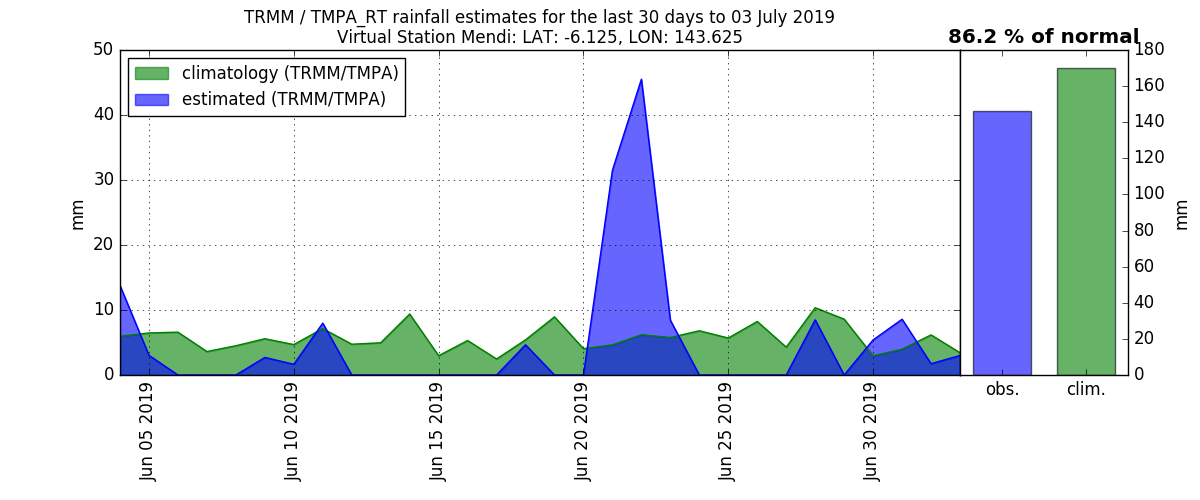 TRMM / TMPA_RT rainfall estimates for the last 30 days to 03 July 2019
Virtual Station Mendi: LAT: -6.125, LON: 143.625
86.2 % of normal
climatology (TRMM/TMPA)
estimated (TRMM/TMPA)
50
40
30
20
10
0
mm
Jun 05 2019
Jun 10 2019
Jun 15 2019
Jun 20 2019
Jun 25 2019
Jun 30 2019
obs.
clim.
180
160
140
120
100
80
60
40
20
0
mm